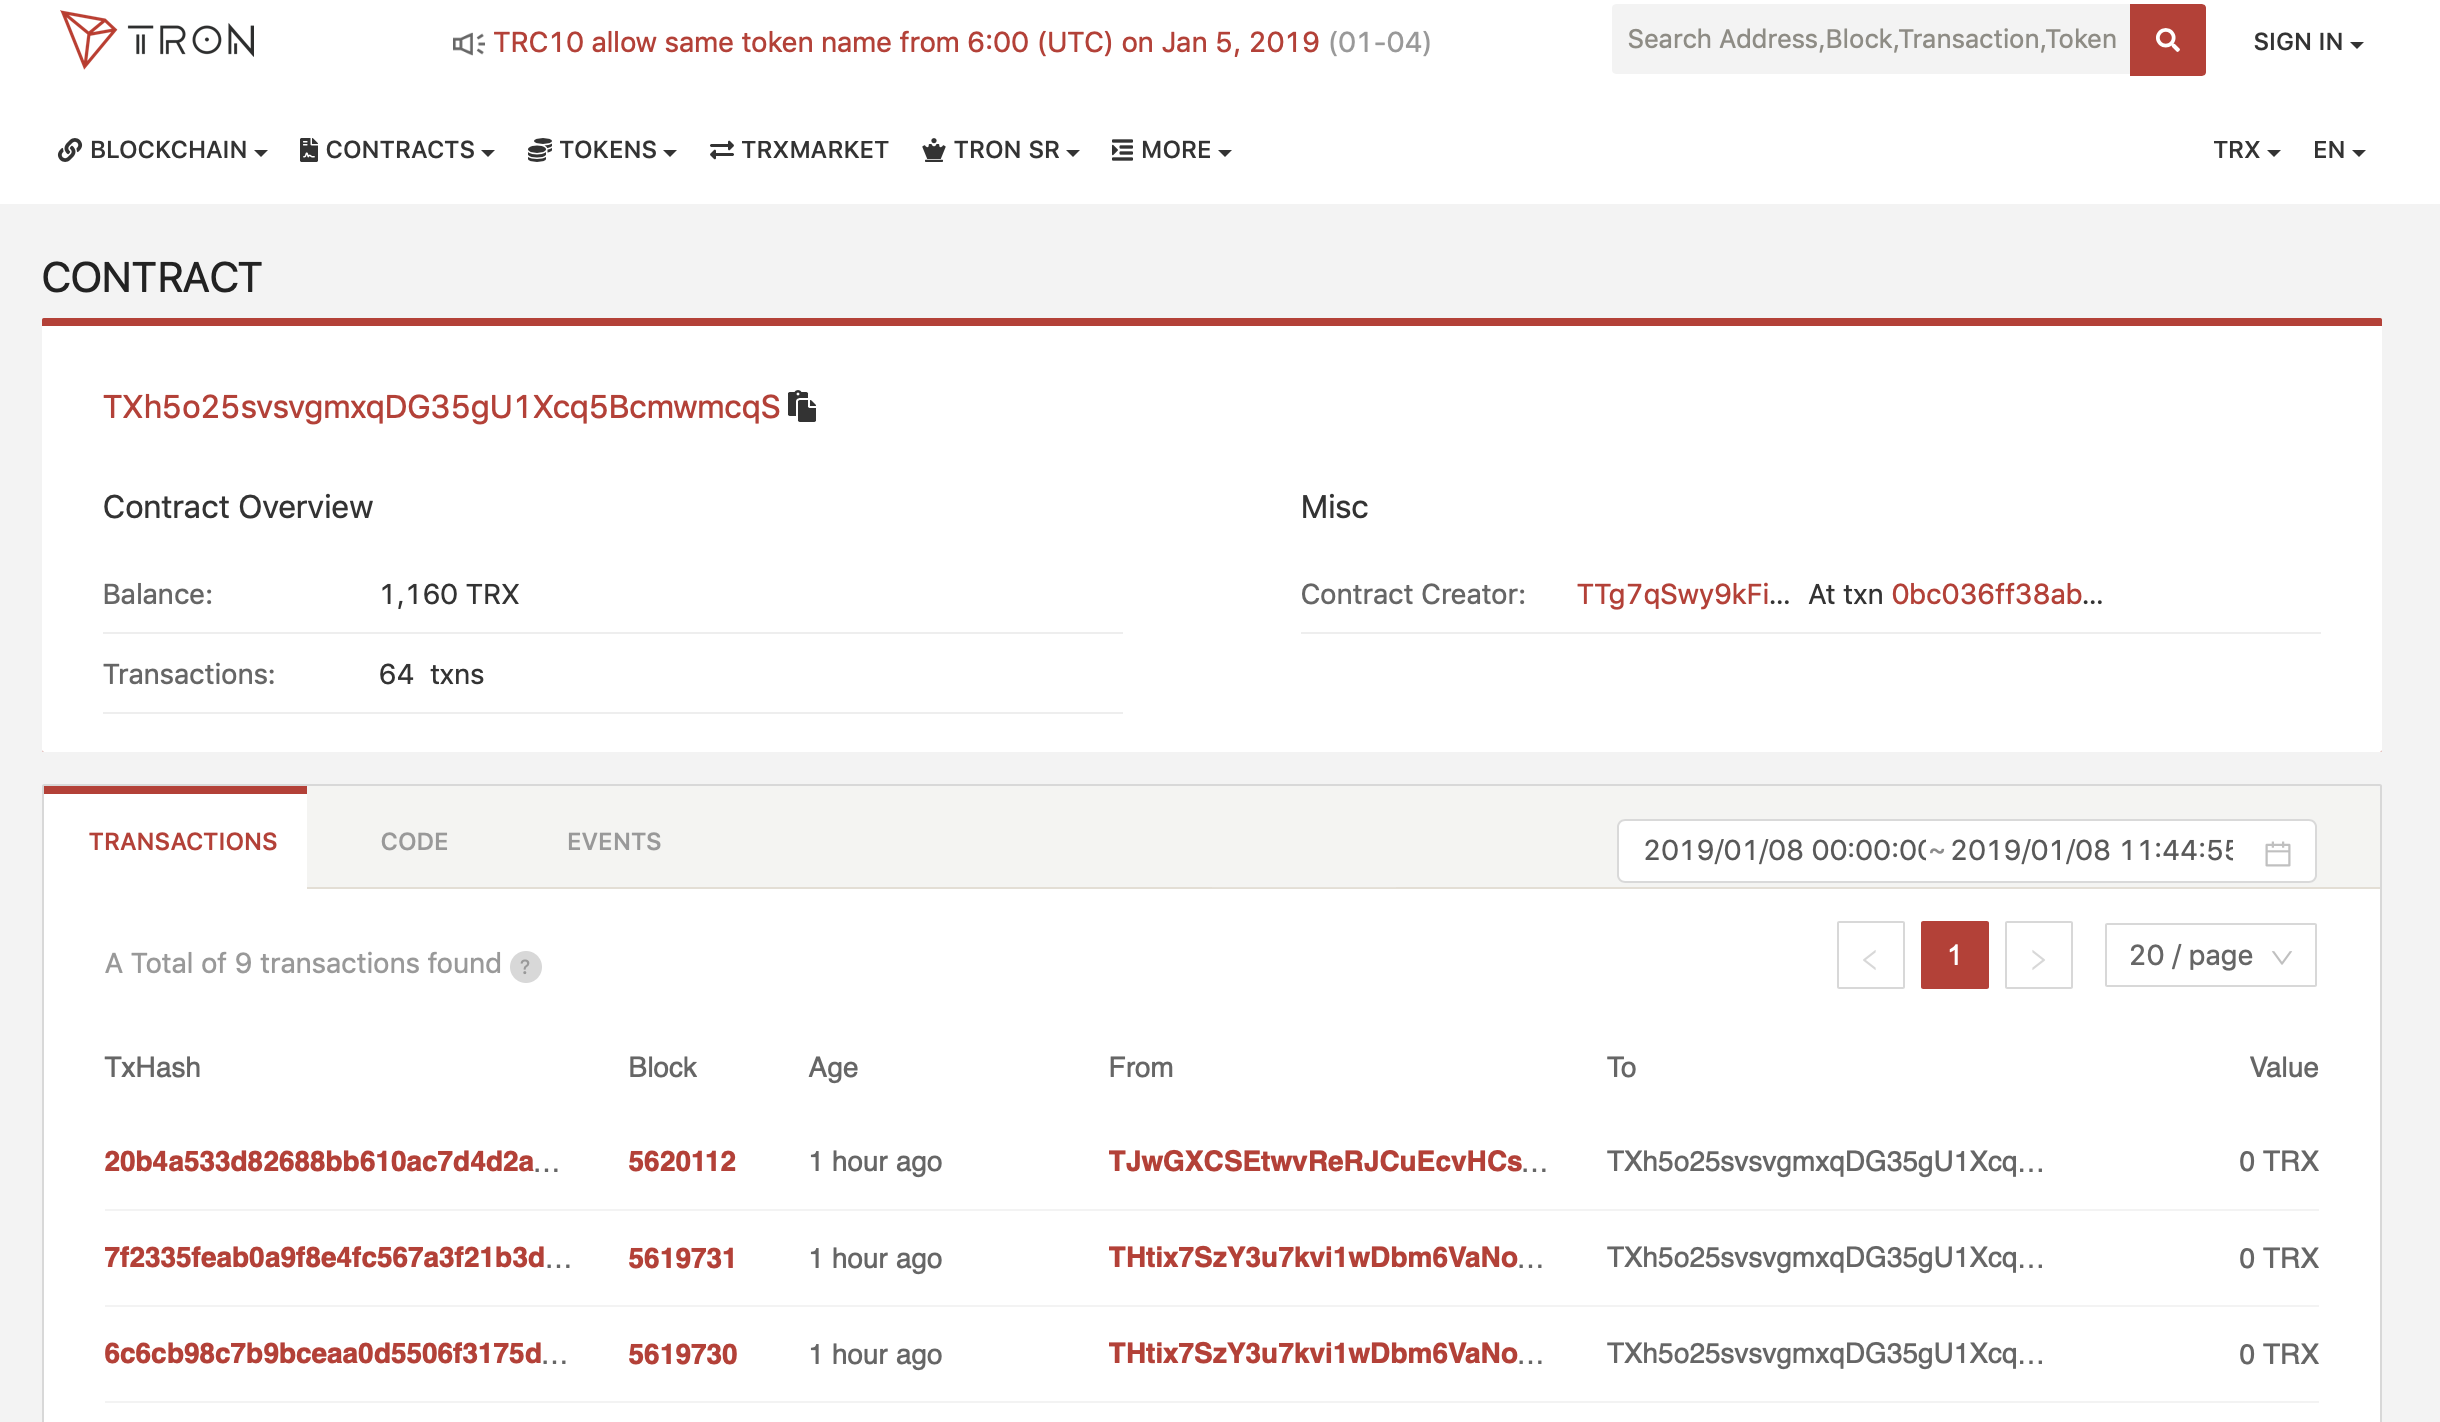 TRON
TRC10 allow same token name from 6:00 (UTC) on Jan 5, 2019 (01-04)
Search Address,Block,Transaction,Token
SIGN IN
BLOCKCHAIN CONTRACTS TOKENS TRXMARKET TRON SR MORE TRX EN
CONTRACT
TXh5o25svsvgmxqDG35gU1Xcq5BcmwmcqS
Contract Overview
Balance: 1,160 TRX
Transactions: 64 txns
Misc
Contract Creator: TTg7qSwy9kFi... At txn 0bc036ff38ab...
TRANSACTIONS CODE EVENTS
2019/01/08 00:00:00 ~ 2019/01/08 11:44:55
A Total of 9 transactions found ?
< 1 > 20 / page
TxHash Block Age From To Value
20b4a533d82688bb610ac7d4d2a... 5620112 1 hour ago TJwGXCSEtwvReRJCuEcvHCs... TXh5o25svsvgmxqDG35gU1Xcq... 0 TRX
7f2335feab0a9f8e4fc567a3f21b3d... 5619731 1 hour ago THtix7SzY3u7kvi1wDbm6VaNo... TXh5o25svsvgmxqDG35gU1Xcq... 0 TRX
6c6cb98c7b9bceaa0d5506f3175d... 5619730 1 hour ago THtix7SzY3u7kvi1wDbm6VaNo... TXh5o25svsvgmxqDG35gU1Xcq... 0 TRX